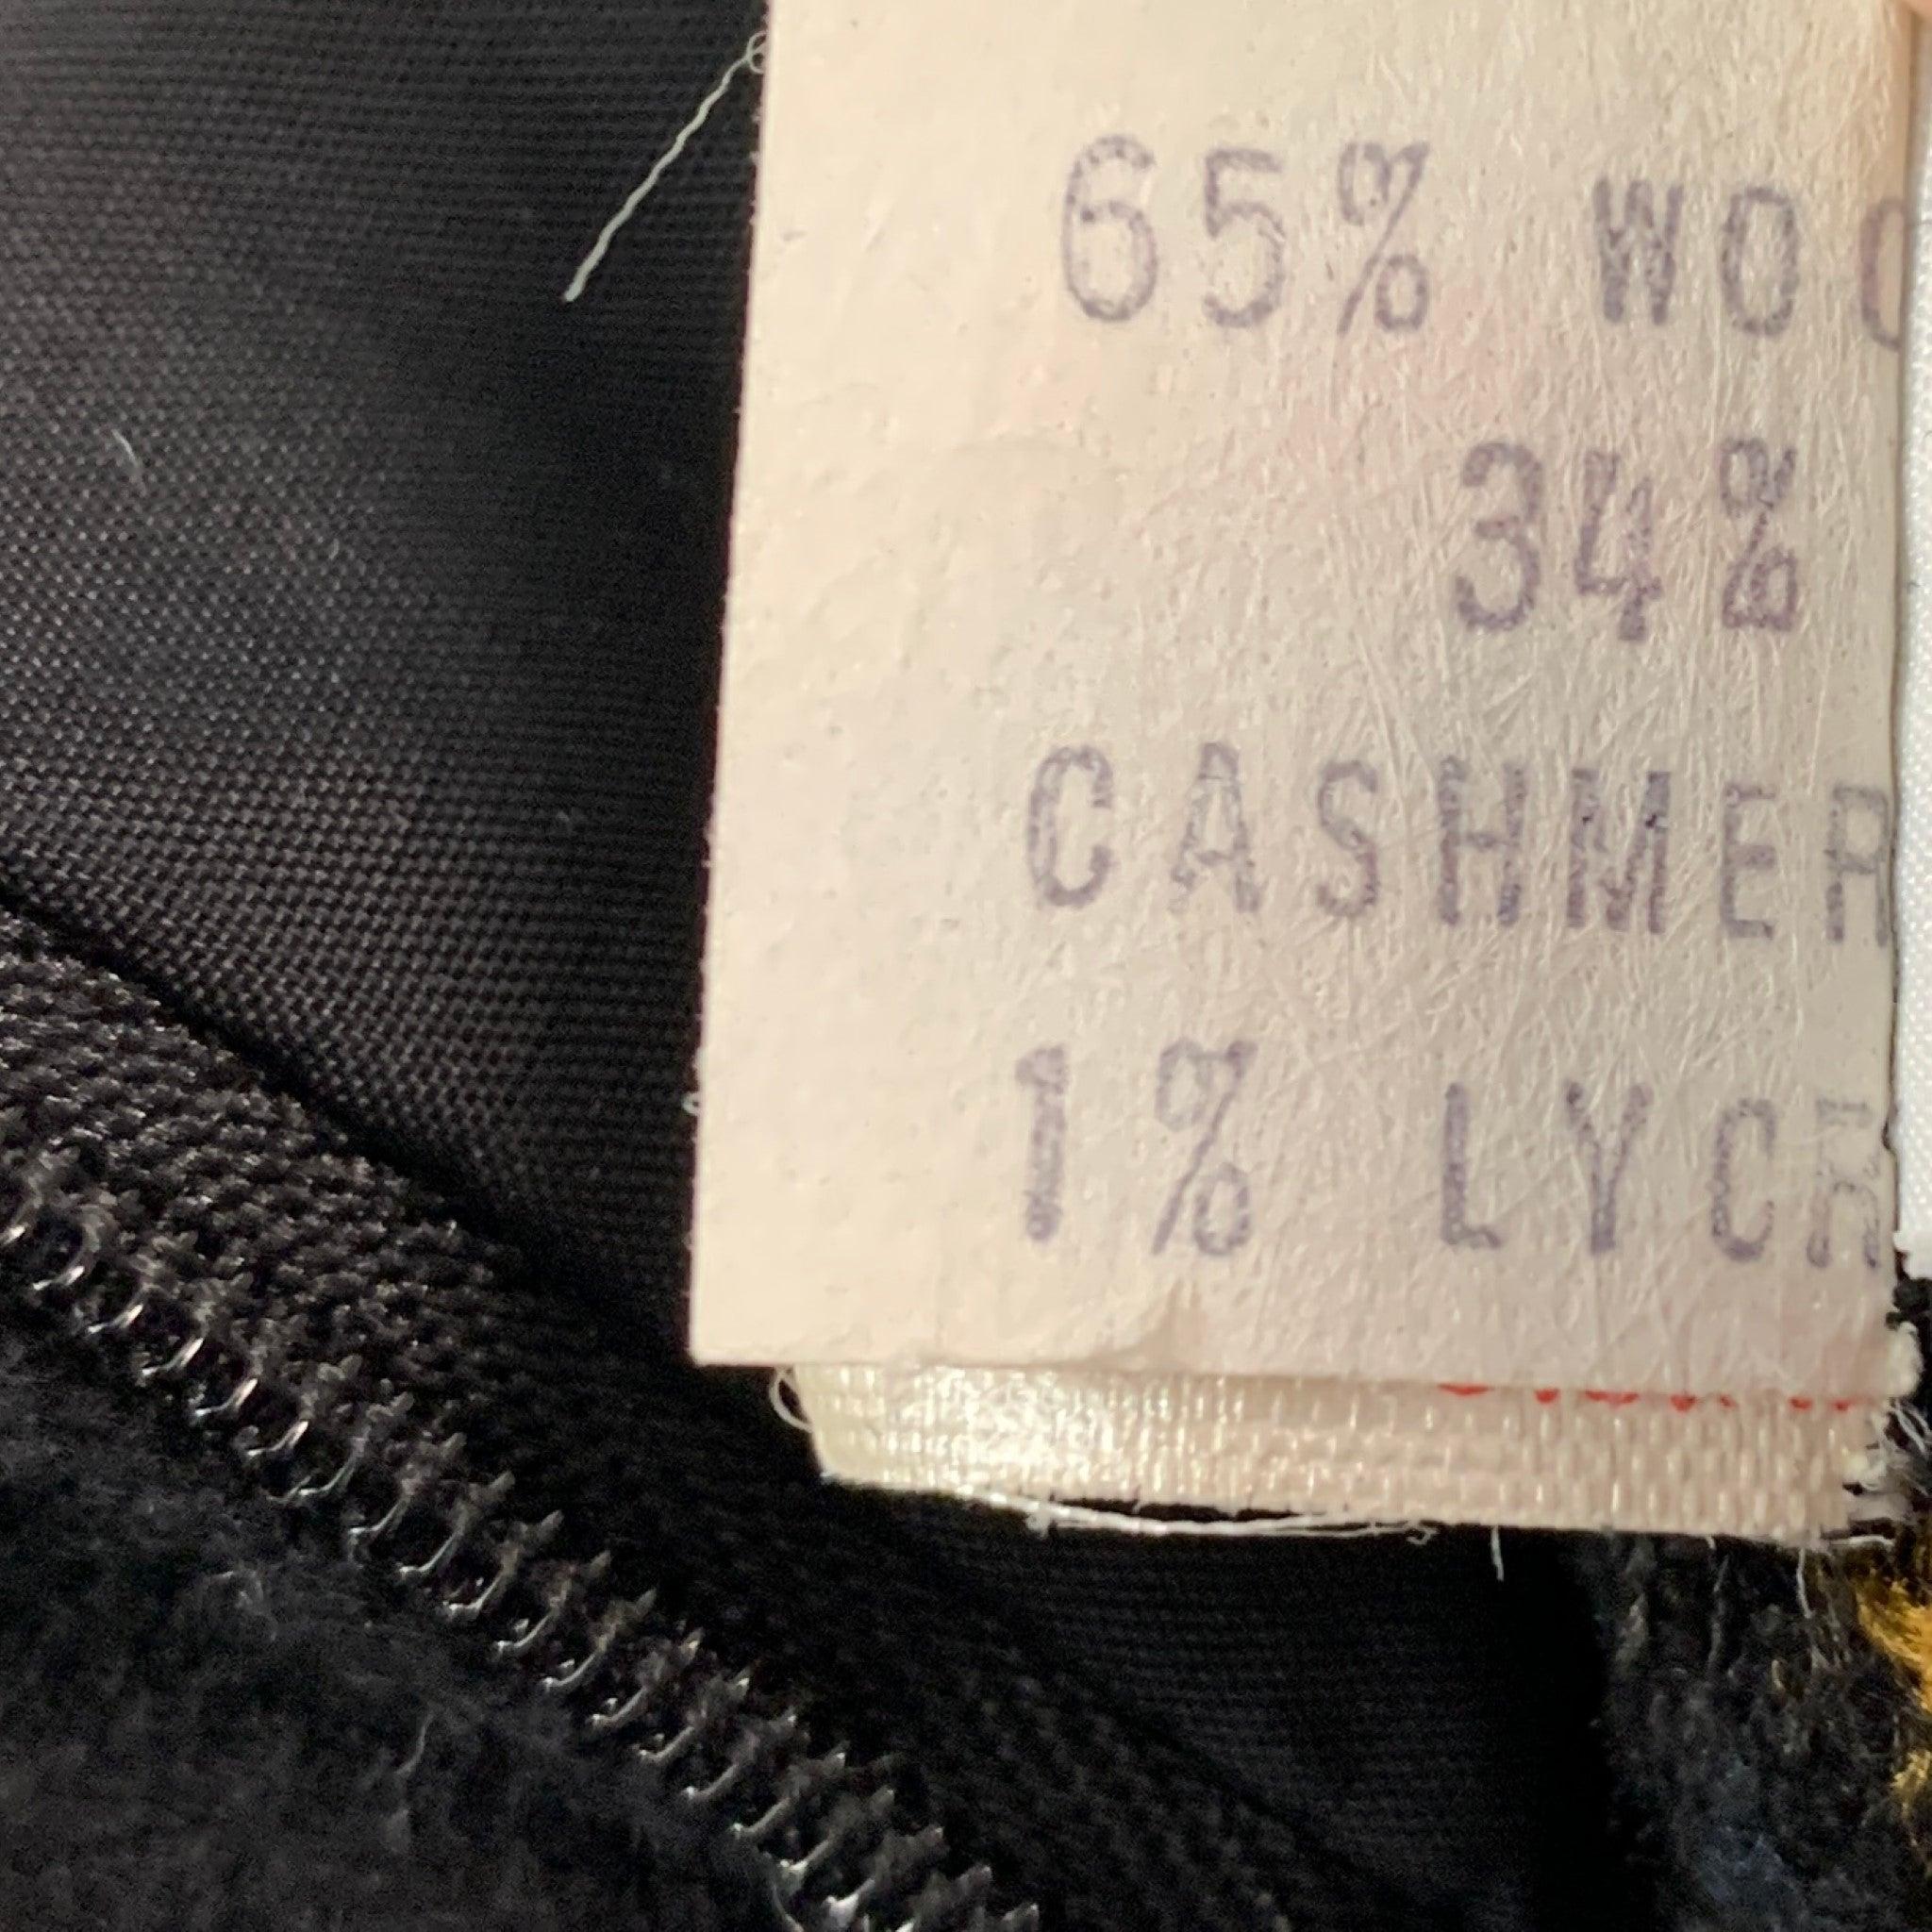 65% WOO
34%
CASHMER
1% LYCR